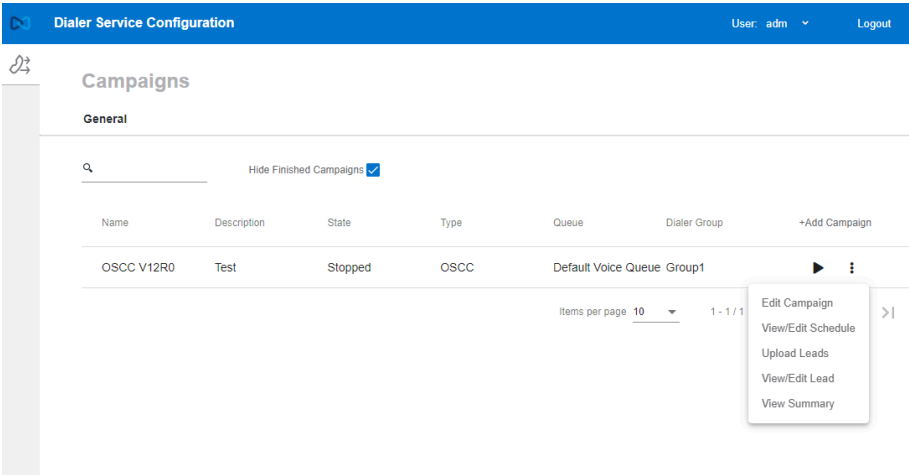 Dialer Service Configuration User: adm Logout
Campaigns
General
Hide Finished Campaigns
Name Description State Type Queue Dialer Group +Add Campaign
OSCC V12R0 Test Stopped OSCC Default Voice Queue Group1
Items per page 10 1 - 1 / 1
Edit Campaign
View/Edit Schedule
Upload Leads
View/Edit Lead
View Summary